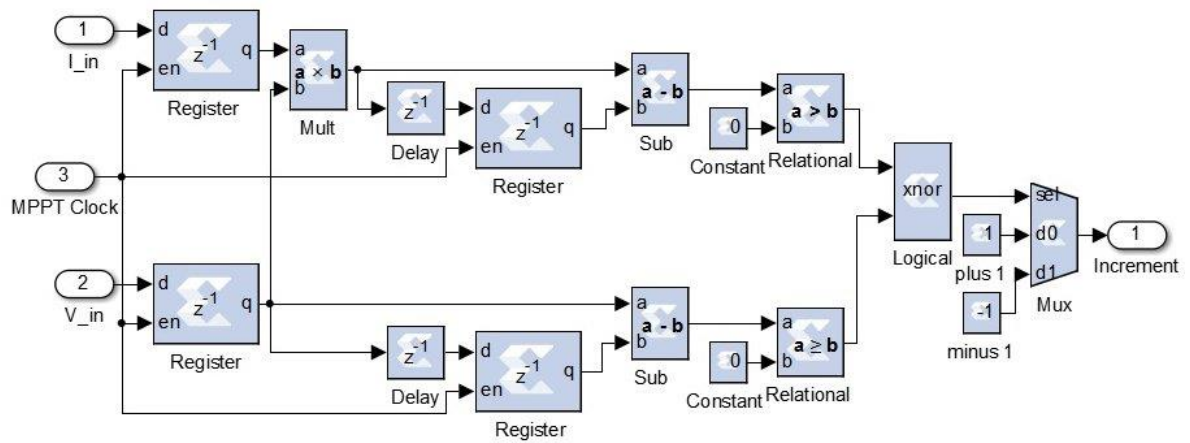 1
I_in
d
en
z-1
q
Register
a
a × b
b
Mult
z-1
Delay
d
en
z-1
q
Register
a
a - b
b
Sub
0
Constant
a
a > b
b
Relational
3
MPPT Clock
xnor
Logical
sel
d0
d1
Mux
1
plus 1
-1
minus 1
1
Increment
2
V_in
d
en
z-1
q
Register
z-1
Delay
d
en
z-1
q
Register
a
a - b
b
Sub
0
Constant
a
a ≥ b
b
Relational